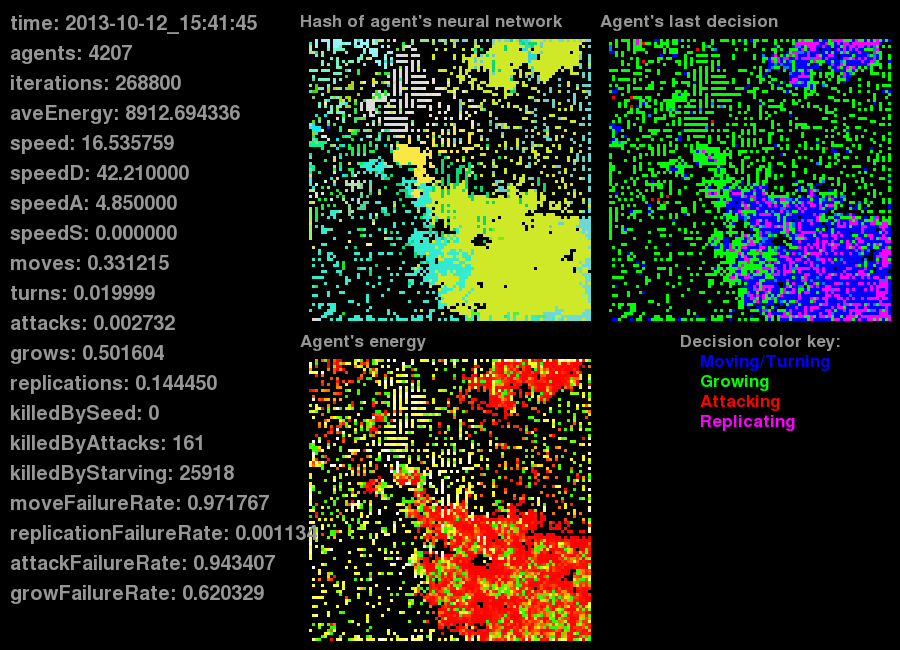 time: 2013-10-12_15:41:45
agents: 4207
iterations: 268800
aveEnergy: 8912.694336
speed: 16.535759
speedD: 42.210000
speedA: 4.850000
speedS: 0.000000
moves: 0.331215
turns: 0.019999
attacks: 0.002732
grows: 0.501604
replications: 0.144450
killedBySeed: 0
killedByAttacks: 161
killedByStarving: 25918
moveFailureRate: 0.971767
replicationFailureRate: 0.001134
attackFailureRate: 0.943407
growFailureRate: 0.620329
Hash of agent's neural network
Agent's last decision
Agent's energy
Decision color key:
Moving/Turning
Growing
Attacking
Replicating